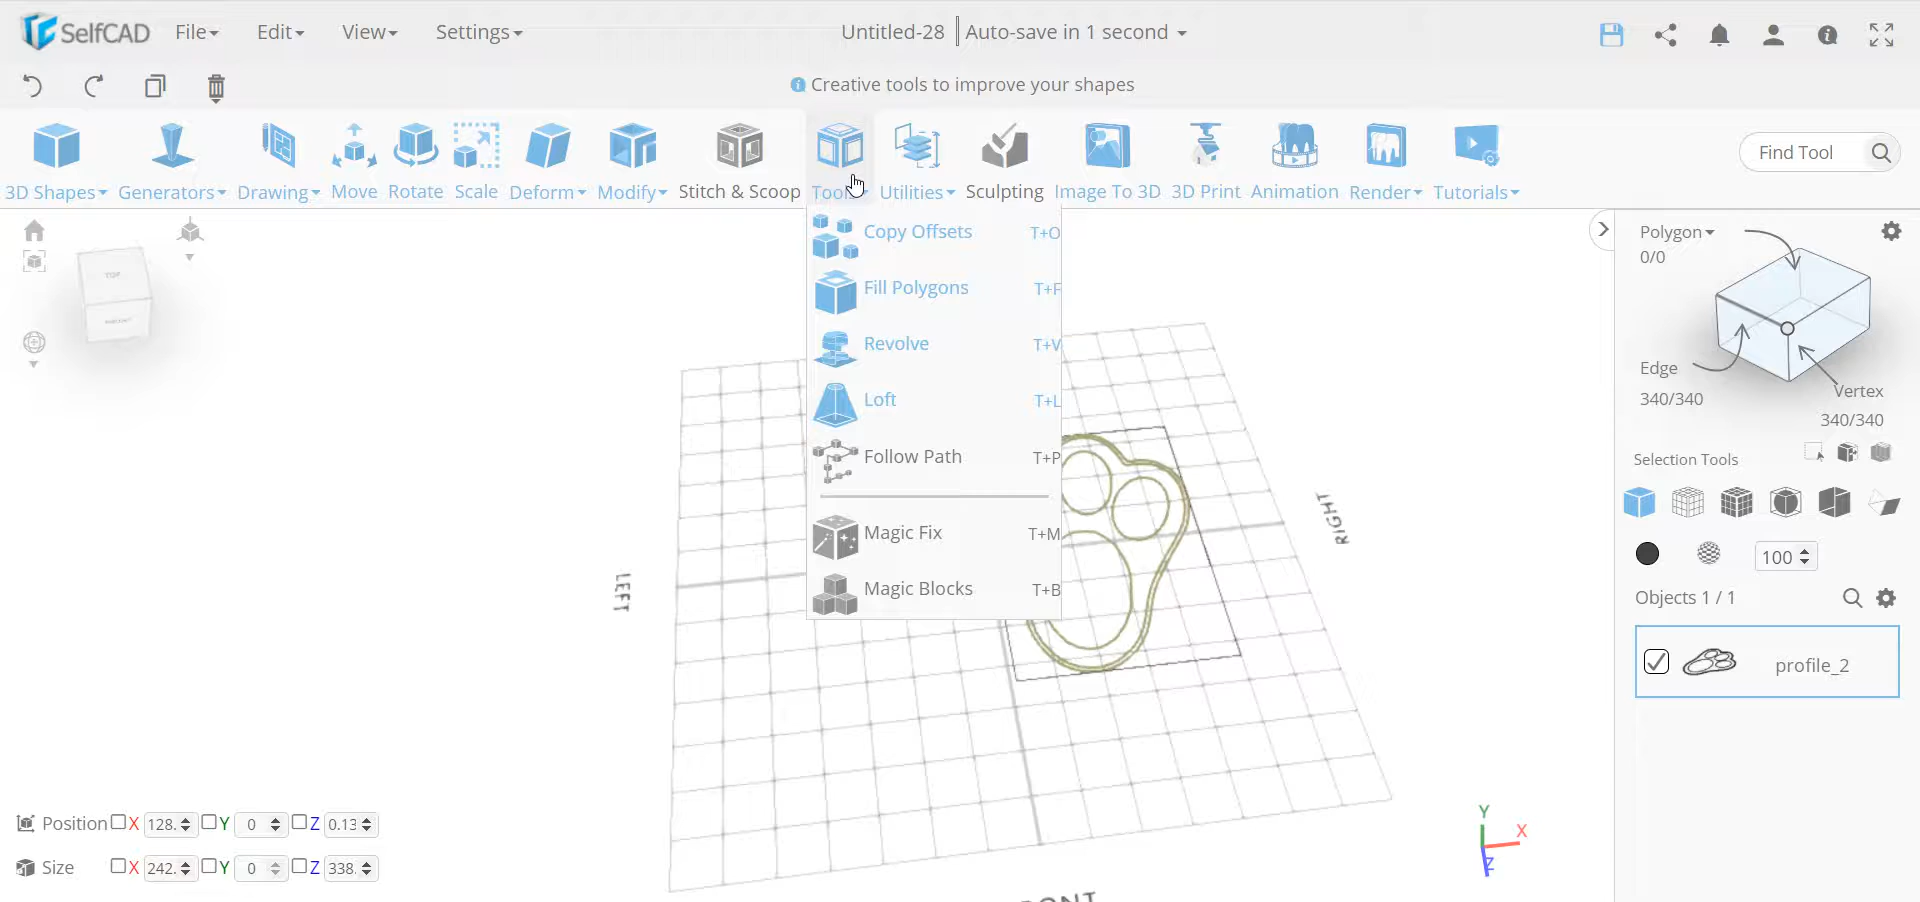 SelfCAD File Edit View Settings Untitled-28 Auto-save in 1 second
Creative tools to improve your shapes
3D Shapes Generators Drawing Move Rotate Scale Deform Modify Stitch & Scoop Tools Utilities Sculpting Image To 3D 3D Print Animation Render Tutorials Find Tool
Copy Offsets T+O
Fill Polygons T+F
Revolve T+V
Loft T+L
Follow Path T+P
Magic Fix T+M
Magic Blocks T+B
TOP
LEFT
RIGHT
Polygon
0/0
Edge
340/340
Vertex
340/340
Selection Tools
100
Objects 1 / 1
profile_2
Position X 128. Y 0 Z 0.13
Size X 242. Y 0 Z 338.
Y
X
Z